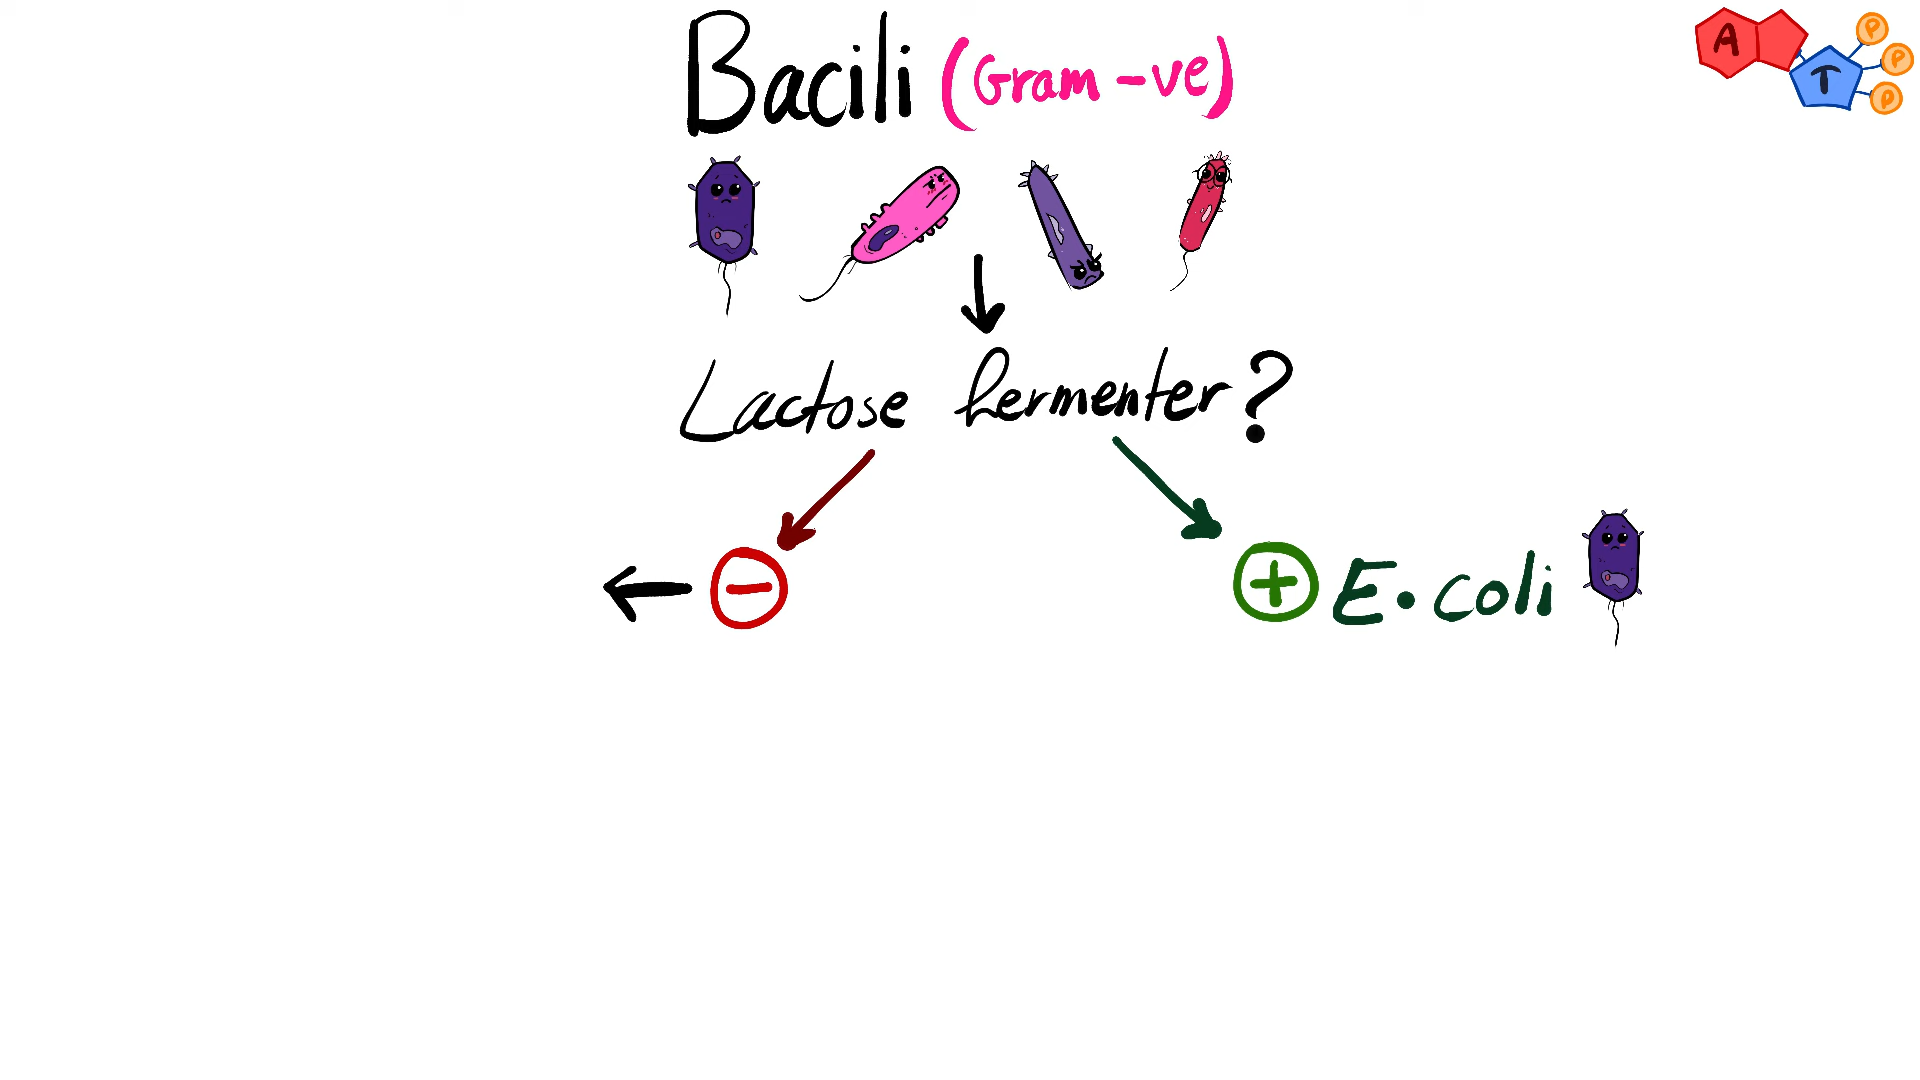 Bacili (Gram -ve)
A T P P P
Lactose fermenter?
- + E. coli